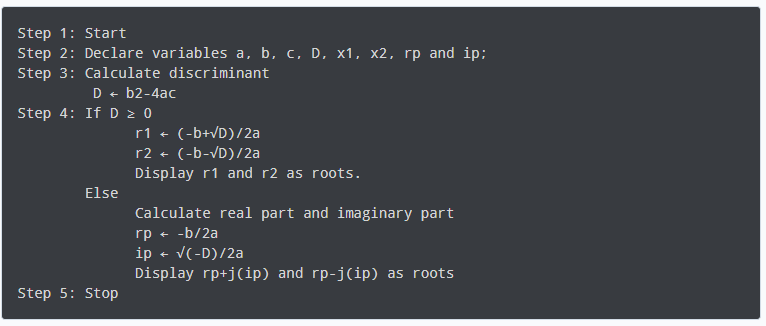 Step 1: Start
Step 2: Declare variables a, b, c, D, x1, x2, rp and ip;
Step 3: Calculate discriminant
D ← b2-4ac
Step 4: If D ≥ 0
r1 ← (-b+√D)/2a
r2 ← (-b-√D)/2a
Display r1 and r2 as roots.
Else
Calculate real part and imaginary part
rp ← -b/2a
ip ← √(-D)/2a
Display rp+j(ip) and rp-j(ip) as roots
Step 5: Stop